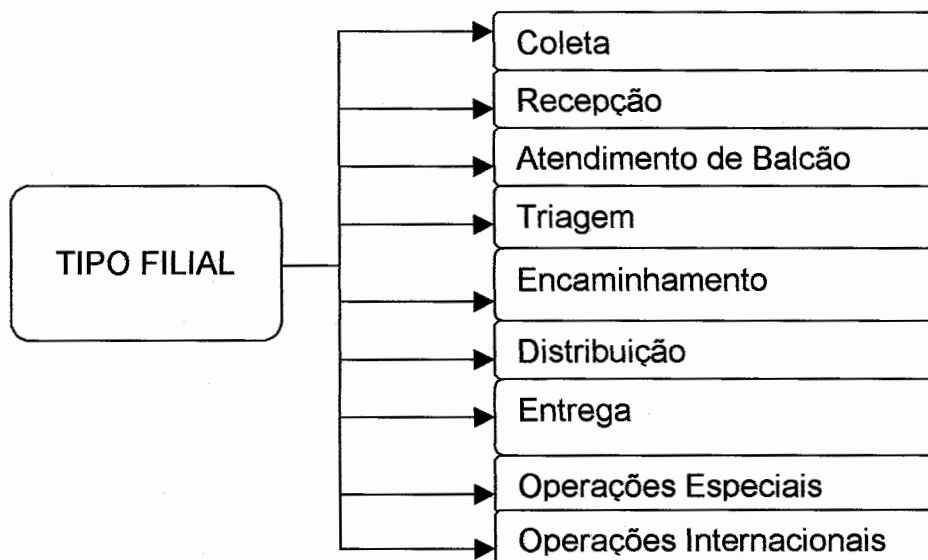 TIPO FILIAL
Coleta
Recepção
Atendimento de Balcão
Triagem
Encaminhamento
Distribuição
Entrega
Operações Especiais
Operações Internacionais